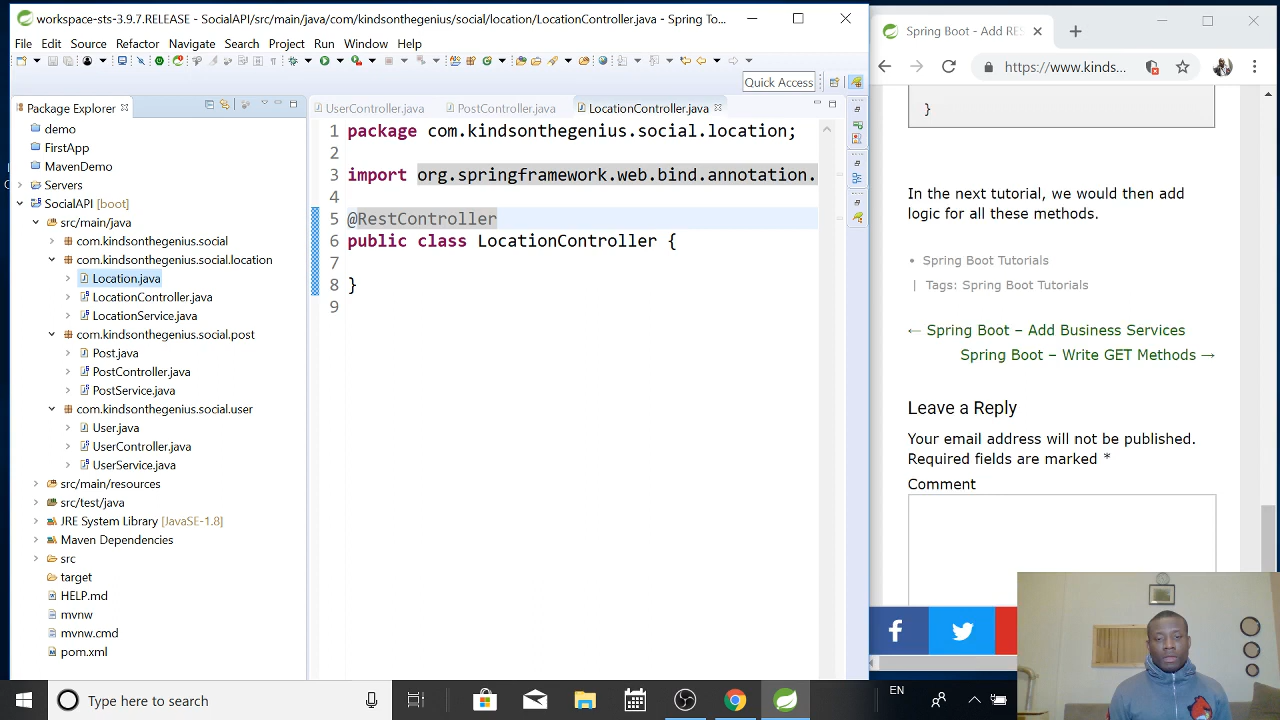 workspace-sts-3.9.7.RELEASE - SocialAPI/src/main/java/com/kindsonthegenius/social/location/LocationController.java - Spring To...
File Edit Source Refactor Navigate Search Project Run Window Help
Quick Access
Package Explorer
demo
FirstApp
MavenDemo
Servers
SocialAPI [boot]
src/main/java
com.kindsonthegenius.social
com.kindsonthegenius.social.location
Location.java
LocationController.java
LocationService.java
com.kindsonthegenius.social.post
Post.java
PostController.java
PostService.java
com.kindsonthegenius.social.user
User.java
UserController.java
UserService.java
src/main/resources
src/test/java
JRE System Library [JavaSE-1.8]
Maven Dependencies
src
target
HELP.md
mvnw
mvnw.cmd
pom.xml
UserController.java PostController.java LocationController.java
1 package com.kindsonthegenius.social.location;
2
3 import org.springframework.web.bind.annotation.
4
5 @RestController
6 public class LocationController {
7
8 }
9
Spring Boot - Add RES
https://www.kinds...
}
In the next tutorial, we would then add
logic for all these methods.
• Spring Boot Tutorials
| Tags: Spring Boot Tutorials
← Spring Boot – Add Business Services
Spring Boot – Write GET Methods →
Leave a Reply
Your email address will not be published.
Required fields are marked *
Comment
Type here to search
EN